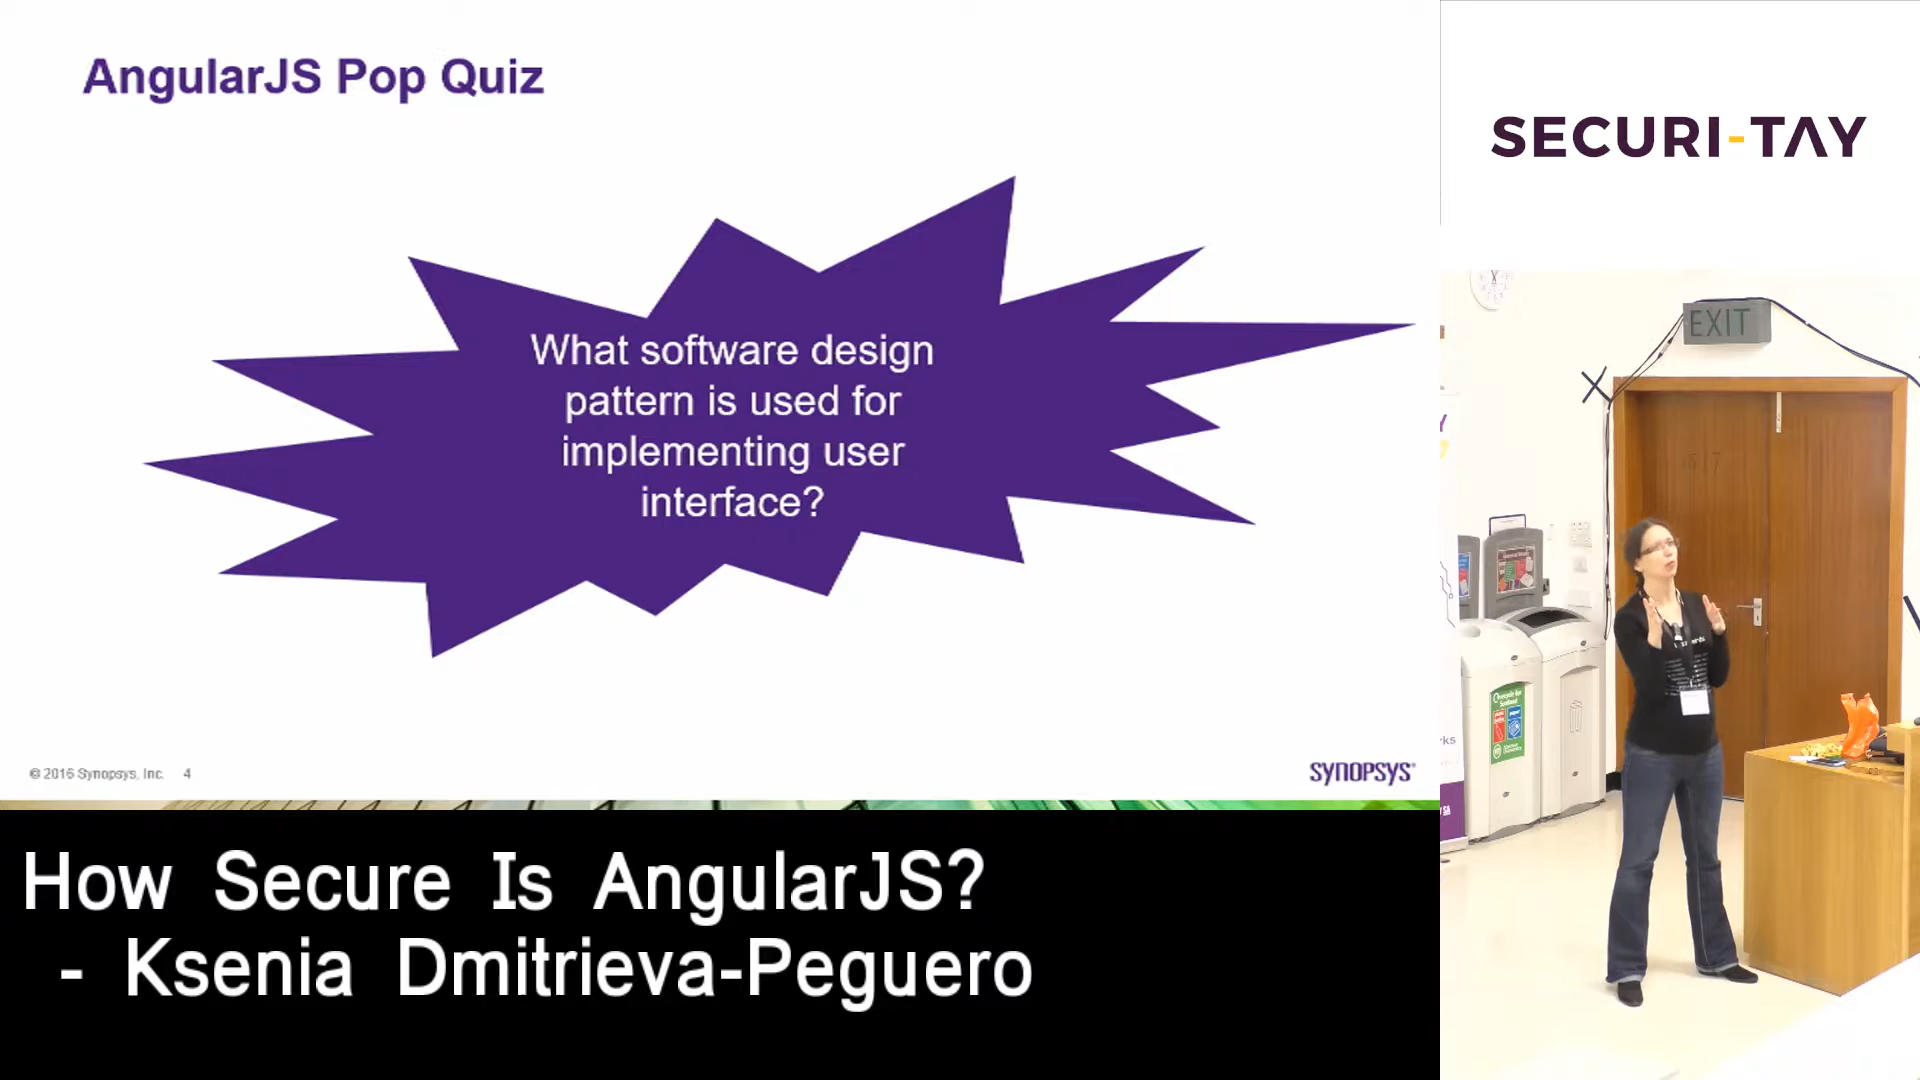 AngularJS Pop Quiz
What software design
pattern is used for
implementing user
interface?
© 2016 Synopsys, Inc. 4
SYNOPSYS®
SECURI-TAY
EXIT
How Secure Is AngularJS?
- Ksenia Dmitrieva-Peguero